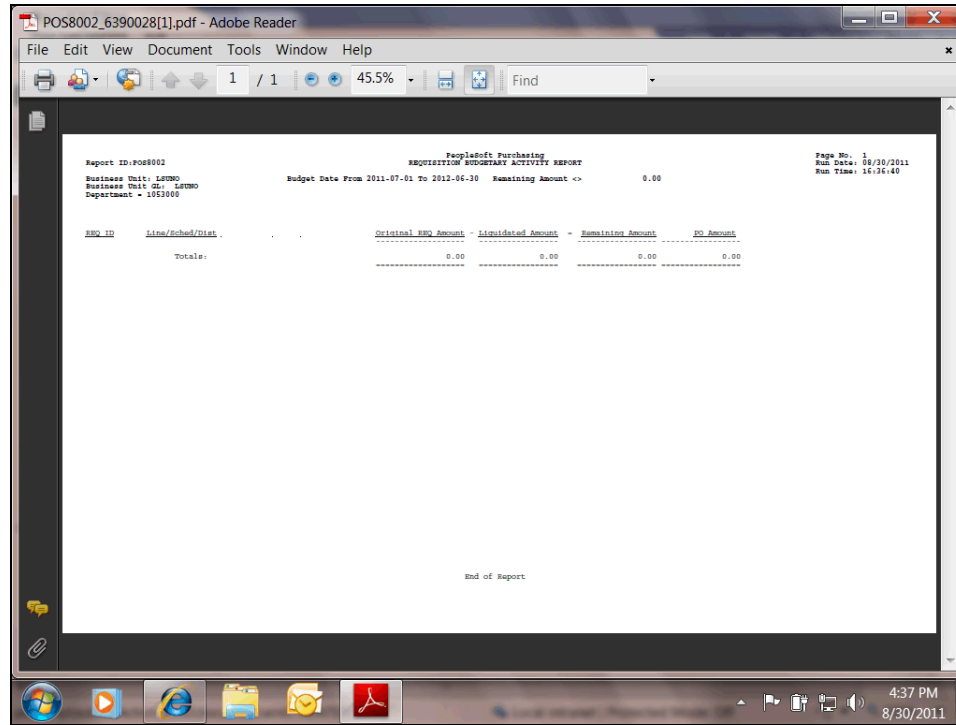 POS8002_6390028[1].pdf - Adobe Reader
File Edit View Document Tools Window Help
1 / 1 45.5% Find
Report ID:POS8002 PeopleSoft Purchasing Page No. 1
REQUISITION BUDGETARY ACTIVITY REPORT Run Date: 08/30/2011
Run Time: 16:36:40
Business Unit: LSUNO Budget Date From 2011-07-01 To 2012-06-30 Remaining Amount <> 0.00
Business Unit GL: LSUNO
Department = 1053000
REQ ID Line/Sched/Dist . . . Original REQ Amount - Liquidated Amount = Remaining Amount PO Amount
Totals: 0.00 0.00 0.00 0.00
End of Report
4:37 PM
8/30/2011